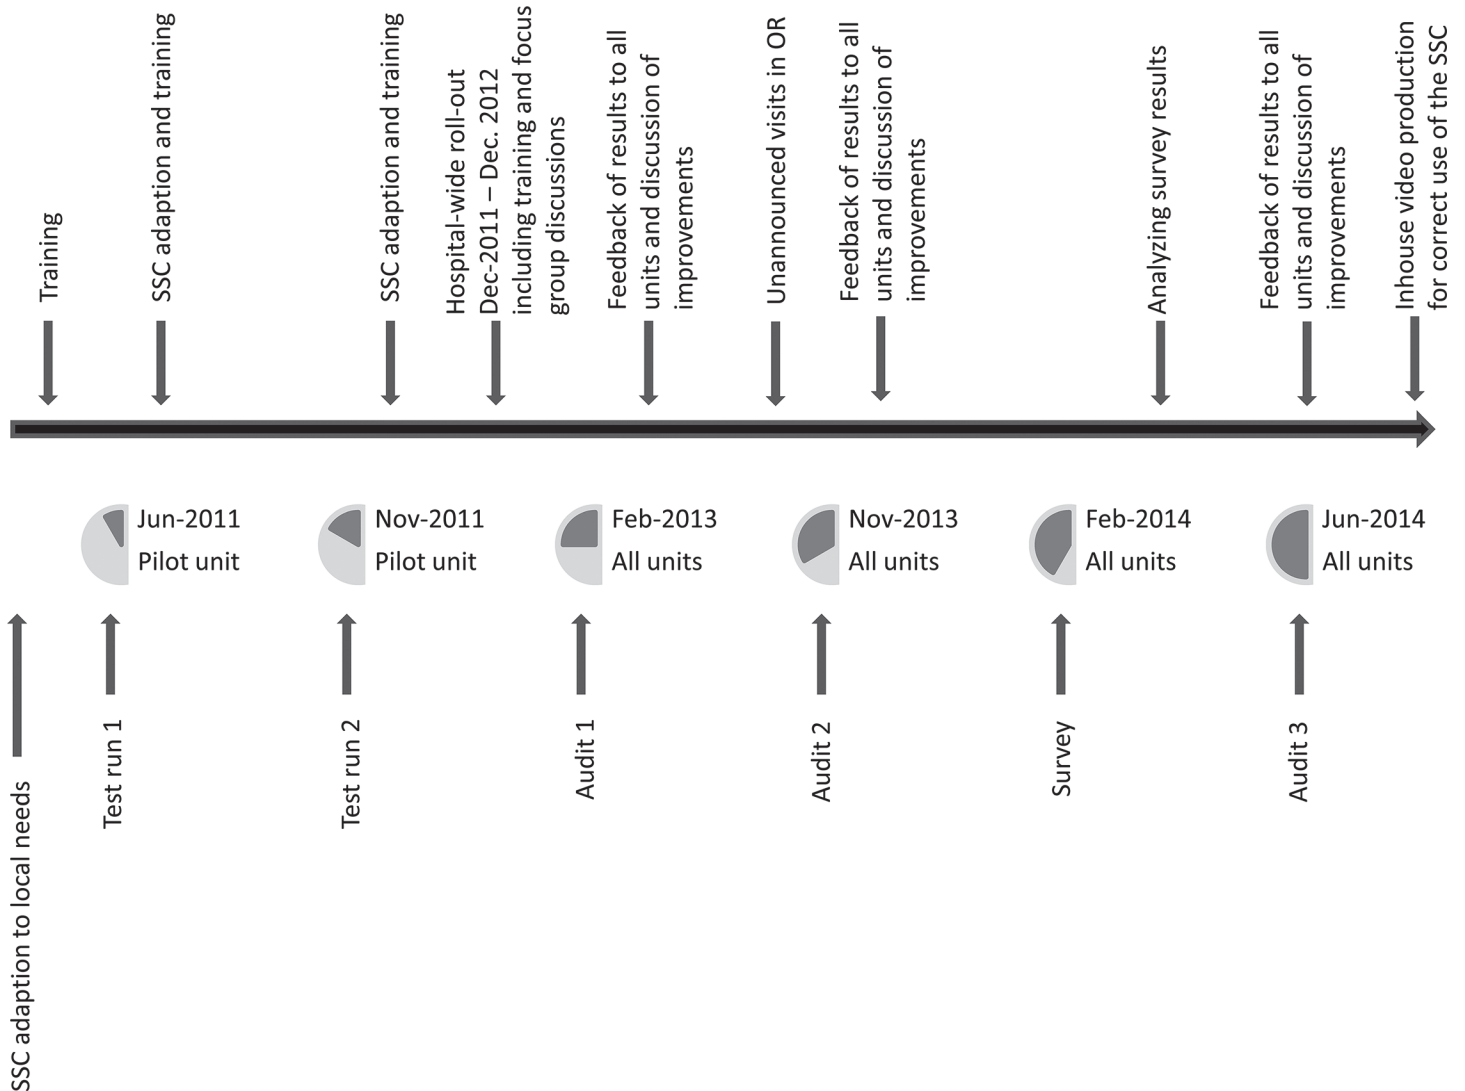 Training
SSC adaption and training
SSC adaption and training
Hospital-wide roll-out
Dec-2011 – Dec. 2012
including training and focus
group discussions
Feedback of results to all
units and discussion of
improvements
Unannounced visits in OR
Feedback of results to all
units and discussion of
improvements
Analyzing survey results
Feedback of results to all
units and discussion of
improvements
Inhouse video production
for correct use of the SSC
Jun-2011
Pilot unit
Nov-2011
Pilot unit
Feb-2013
All units
Nov-2013
All units
Feb-2014
All units
Jun-2014
All units
SSC adaption to local needs
Test run 1
Test run 2
Audit 1
Audit 2
Survey
Audit 3